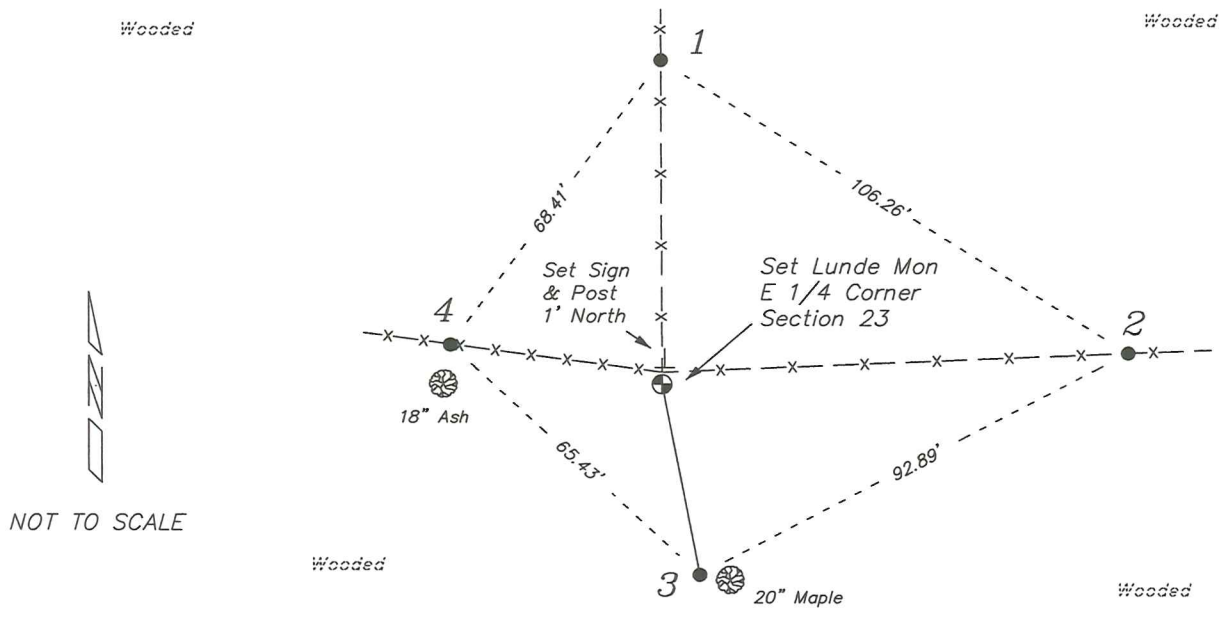 Wooded
Wooded
1
68.41'
106.26'
Set Sign
& Post
1' North
Set Lunde Mon
E 1/4 Corner
Section 23
4
2
18" Ash
N
65.43'
92.89'
NOT TO SCALE
Wooded
3
20" Maple
Wooded